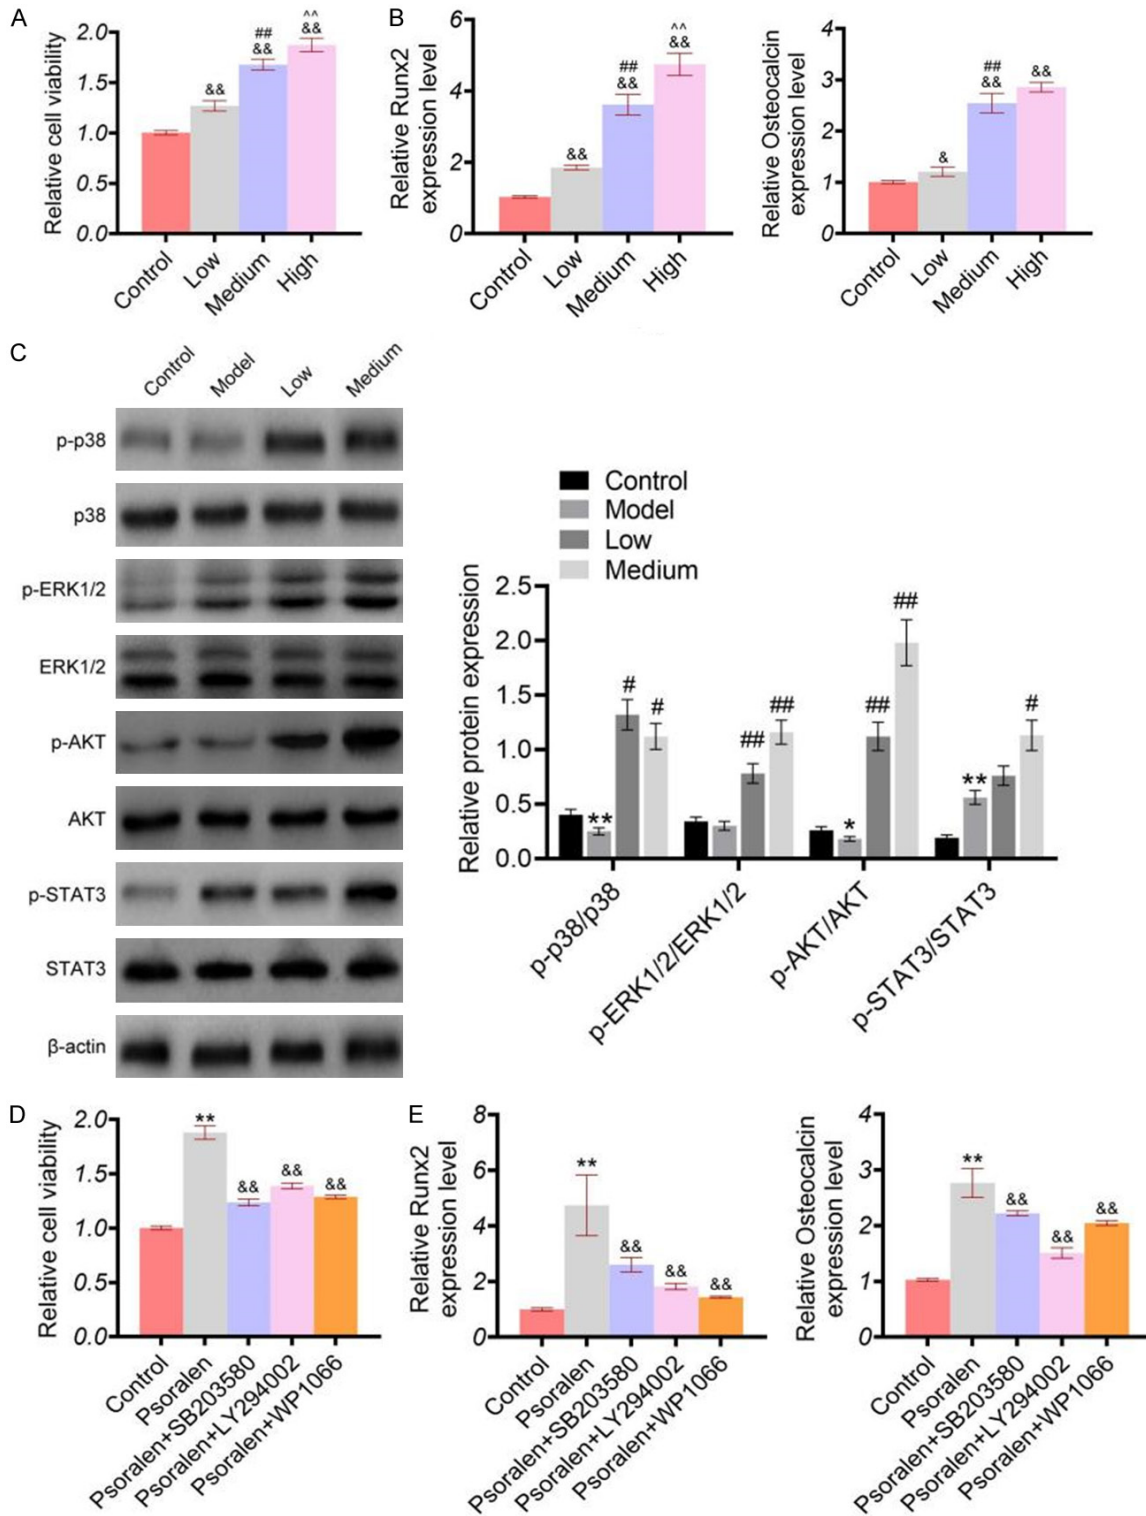 A
Relative cell viability
2.0
1.5
1.0
0.5
0.0
&&
##
&&
^^
&&
Control
Low
Medium
High
B
Relative Runx2
expression level
6
4
2
0
&&
##
&&
^^
&&
Control
Low
Medium
High
Relative Osteocalcin
expression level
4
3
2
1
0
&
##
&&
&&
Control
Low
Medium
High
C
Control
Model
Low
Medium
p-p38
p38
p-ERK1/2
ERK1/2
p-AKT
AKT
p-STAT3
STAT3
β-actin
Control
Model
Low
Medium
Relative protein expression
2.5
2.0
1.5
1.0
0.5
0.0
**
#
#
##
##
*
##
##
**
#
p-p38/p38
p-ERK1/2/ERK1/2
p-AKT/AKT
p-STAT3/STAT3
D
Relative cell viability
2.0
1.5
1.0
0.5
0.0
**
&&
&&
&&
Control
Psoralen
Psoralen+SB203580
Psoralen+LY294002
Psoralen+WP1066
E
Relative Runx2
expression level
8
6
4
2
0
**
&&
&&
&&
Control
Psoralen
Psoralen+SB203580
Psoralen+LY294002
Psoralen+WP1066
Relative Osteocalcin
expression level
4
3
2
1
0
**
&&
&&
&&
Control
Psoralen
Psoralen+SB203580
Psoralen+LY294002
Psoralen+WP1066